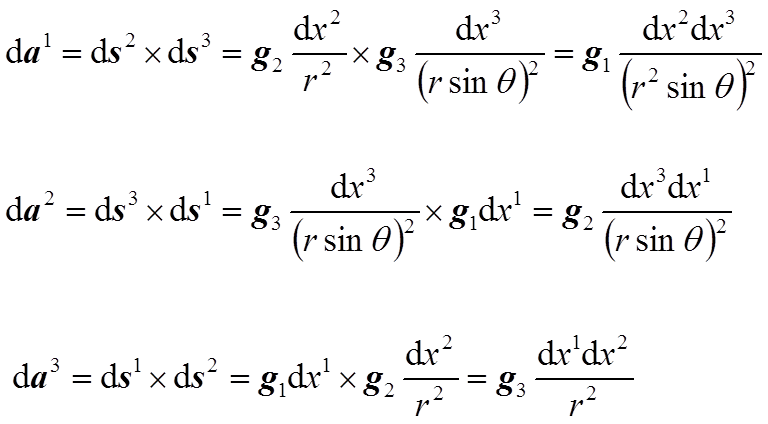 d𝒂¹ = d𝒔² × d𝒔³ = 𝒈₂ dx²/r² × 𝒈₃ dx³/(r sin θ)² = 𝒈₁ dx²dx³/(r² sin θ)²
d𝒂² = d𝒔³ × d𝒔¹ = 𝒈₃ dx³/(r sin θ)² × 𝒈₁dx¹ = 𝒈₂ dx³dx¹/(r sin θ)²
d𝒂³ = d𝒔¹ × d𝒔² = 𝒈₁dx¹ × 𝒈₂ dx²/r² = 𝒈₃ dx¹dx²/r²